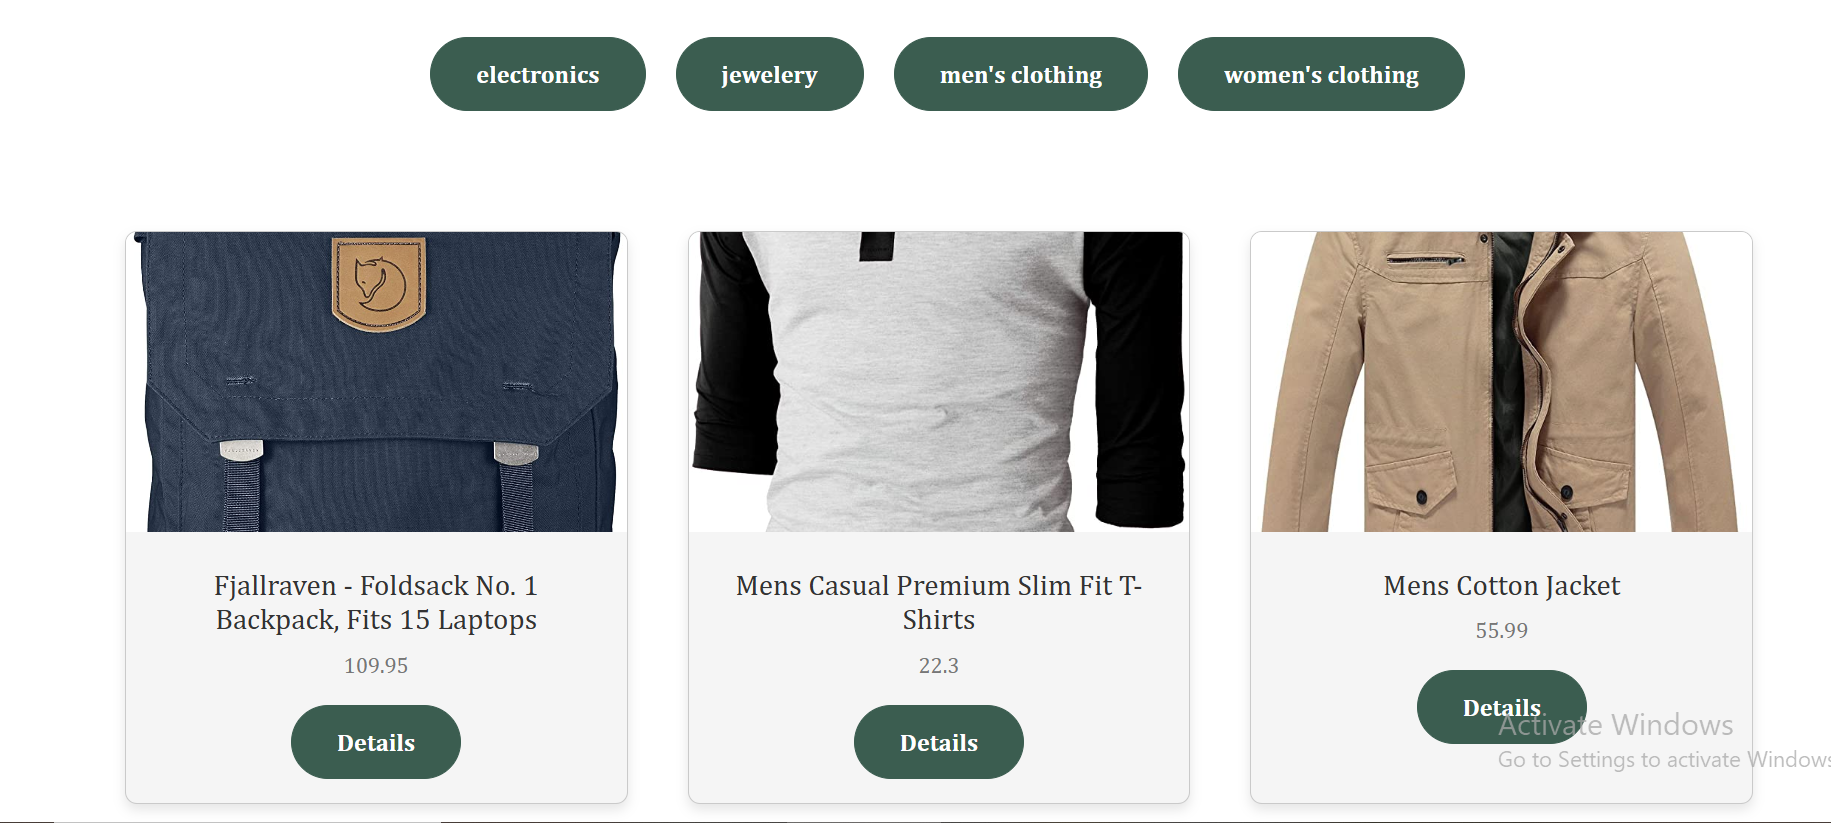 electronics
jewelery
men's clothing
women's clothing
Fjallraven - Foldsack No. 1
Backpack, Fits 15 Laptops
109.95
Details
Mens Casual Premium Slim Fit T-
Shirts
22.3
Details
Mens Cotton Jacket
55.99
Details
Activate Windows
Go to Settings to activate Windows